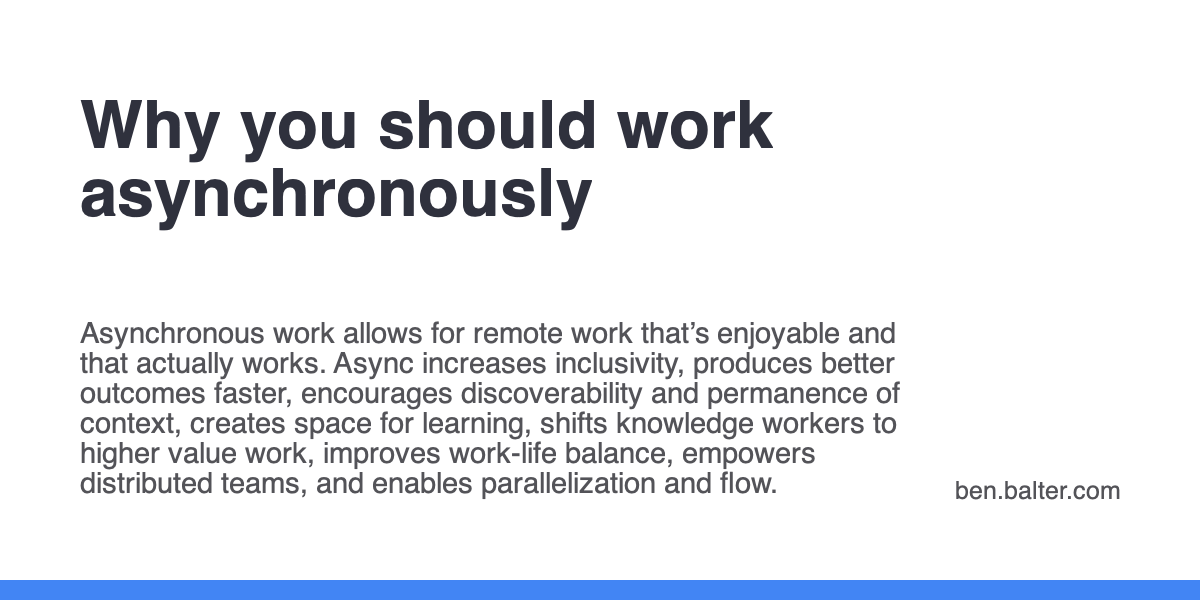 Why you should work
asynchronously
Asynchronous work allows for remote work that’s enjoyable and
that actually works. Async increases inclusivity, produces better
outcomes faster, encourages discoverability and permanence of
context, creates space for learning, shifts knowledge workers to
higher value work, improves work-life balance, empowers
distributed teams, and enables parallelization and flow.
ben.balter.com